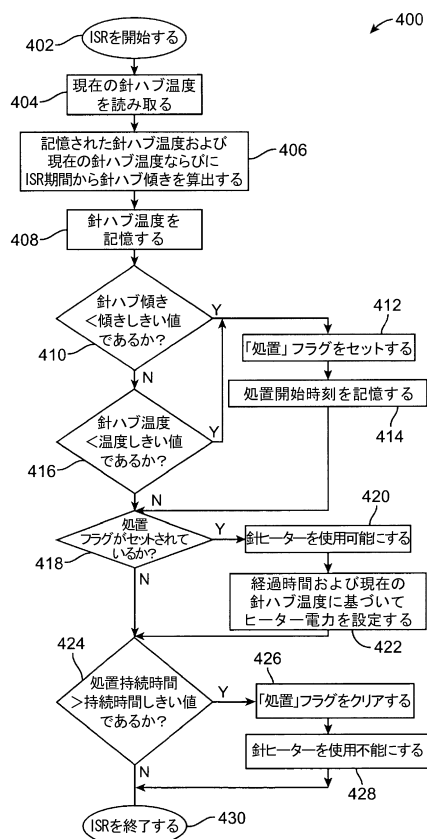 400
402
ISRを開始する
404
現在の針ハブ温度
を読み取る
記憶された針ハブ温度および
現在の針ハブ温度ならびに
ISR期間から針ハブ傾きを算出する
406
408
針ハブ温度を
記憶する
針ハブ傾き
<傾きしきい値
であるか?
410
Y
N
412
「処置」フラグをセットする
処置開始時刻を記憶する
414
針ハブ温度
<温度しきい値
であるか?
416
Y
N
処置
フラグがセットされて
いるか?
418
Y
N
420
針ヒーターを使用可能にする
経過時間および現在の
針ハブ温度に基づいて
ヒーター電力を設定する
422
424
処置持続時間
>持続時間しきい値
であるか?
Y
N
426
「処置」フラグをクリアする
針ヒーターを使用不能にする
428
ISRを終了する
430